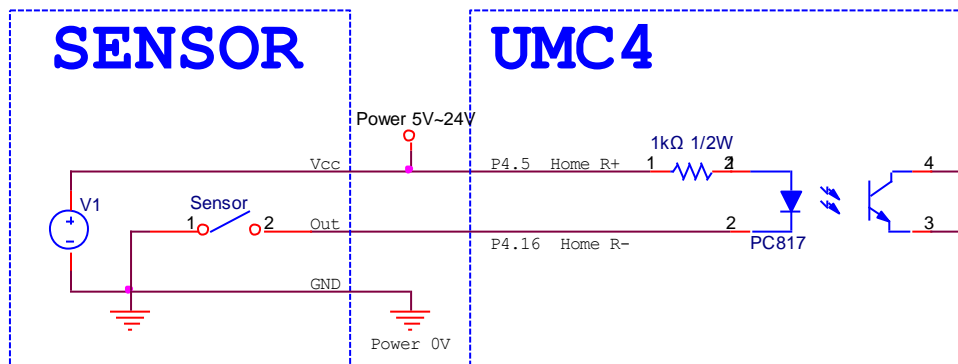 SENSOR
UMC4
Power 5V~24V
1kΩ 1/2W
Vcc
P4.5 Home R+
1
2
1
4
V1
Sensor
1
2
Out
P4.16 Home R-
2
PC817
3
GND
Power 0V